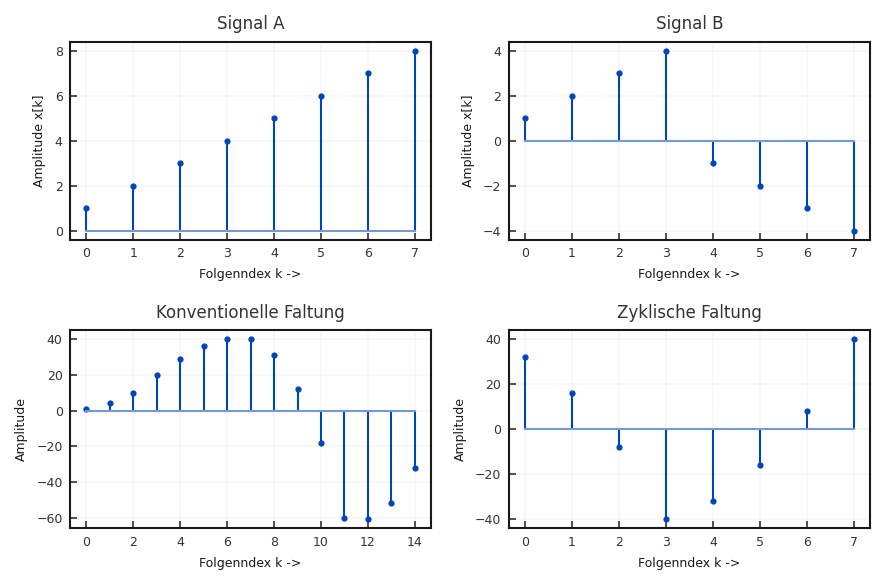 Signal A
Signal B
Amplitude x[k]
8
6
4
2
0
0 1 2 3 4 5 6 7
Folgenndex k ->
Amplitude x[k]
4
2
0
−2
−4
0 1 2 3 4 5 6 7
Folgenndex k ->
Konventionelle Faltung
Zyklische Faltung
Amplitude
40
20
0
−20
−40
−60
0 2 4 6 8 10 12 14
Folgenndex k ->
Amplitude
40
20
0
−20
−40
0 1 2 3 4 5 6 7
Folgenndex k ->